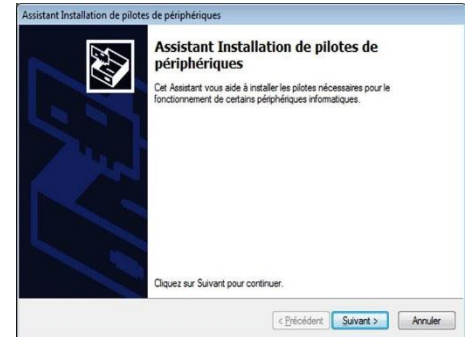 Assistant Installation de pilotes de périphériques
Assistant Installation de pilotes de
périphériques
Cet Assistant vous aide à installer les pilotes nécessaires pour le
fonctionnement de certains périphériques informatiques.
Cliquez sur Suivant pour continuer.
< Précédent Suivant > Annuler